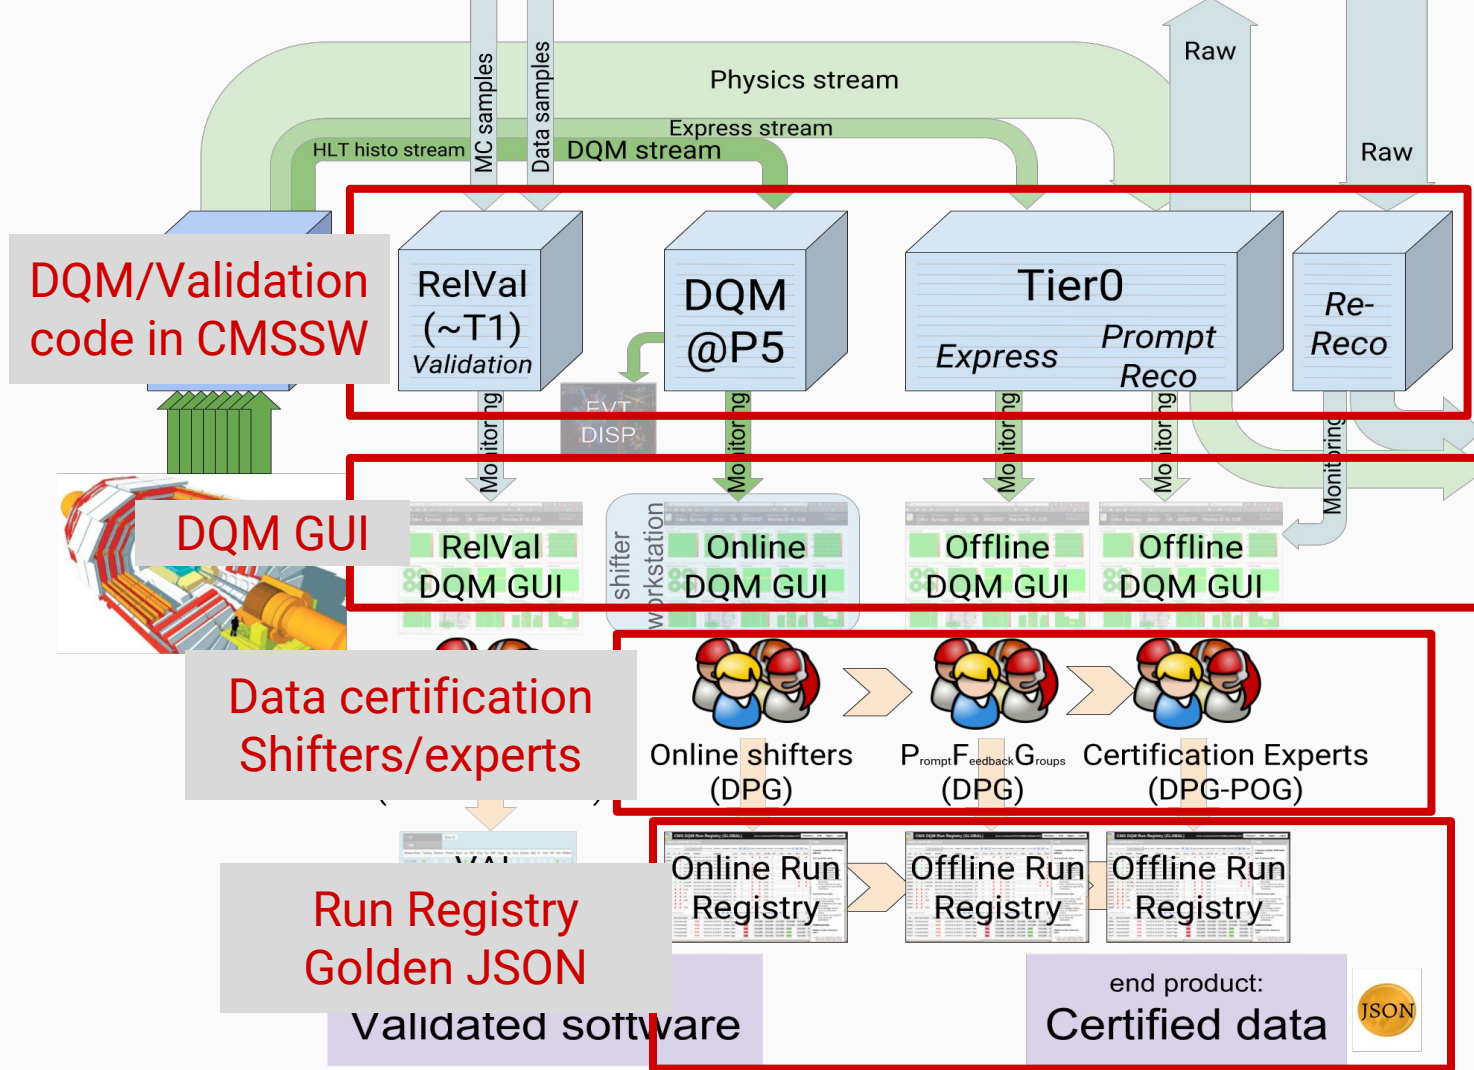 Raw
Physics stream
MC samples
Data samples
Express stream
HLT histo stream
DQM stream
Raw
DQM/Validation
code in CMSSW
RelVal
(~T1)
Validation
DQM
@P5
Tier0
Express
Prompt
Reco
Re-
Reco
EVT
DISP
Monitoring
Monitoring
Monitoring
Monitoring
Monitoring
DQM GUI
RelVal
DQM GUI
shifter
workstation
Online
DQM GUI
Offline
DQM GUI
Offline
DQM GUI
Data certification
Shifters/experts
Online shifters
(DPG)
PromptFeedbackGroups
(DPG)
Certification Experts
(DPG-POG)
Run Registry
Golden JSON
Online Run
Registry
Offline Run
Registry
Offline Run
Registry
Validated software
end product:
Certified data
JSON